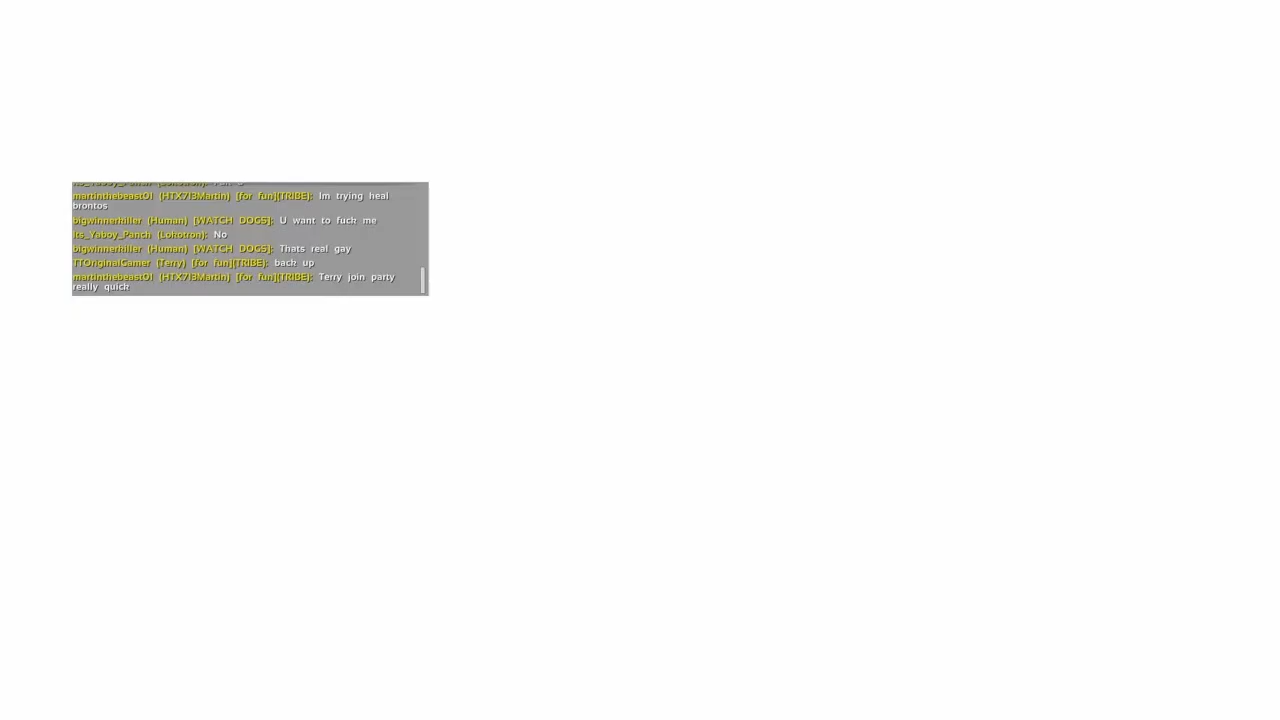 martinthebeast01 (HTX713Martin) [for fun](TRIBE): Im trying heal
brontos
bigwinnerkiller (Human) [WATCH DOGS]: U want to fuck me
Its_Yaboy_Panch (Lokotron): No
bigwinnerkiller (Human) [WATCH DOGS]: Thats real gay
TTOriginalGamer (Terry) [for fun](TRIBE): back up
martinthebeast01 (HTX713Martin) [for fun](TRIBE): Terry join party
really quick